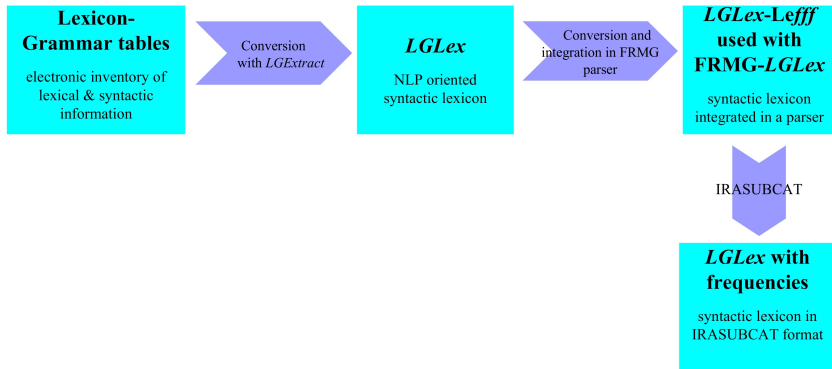 Lexicon-
Grammar tables
electronic inventory of
lexical & syntactic
information
Conversion
with LGExtract
LGLex
NLP oriented
syntactic lexicon
Conversion and
integration in FRMG
parser
LGLex-Lefff
used with
FRMG-LGLex
syntactic lexicon
integrated in a parser
IRASUBCAT
LGLex with
frequencies
syntactic lexicon in
IRASUBCAT format